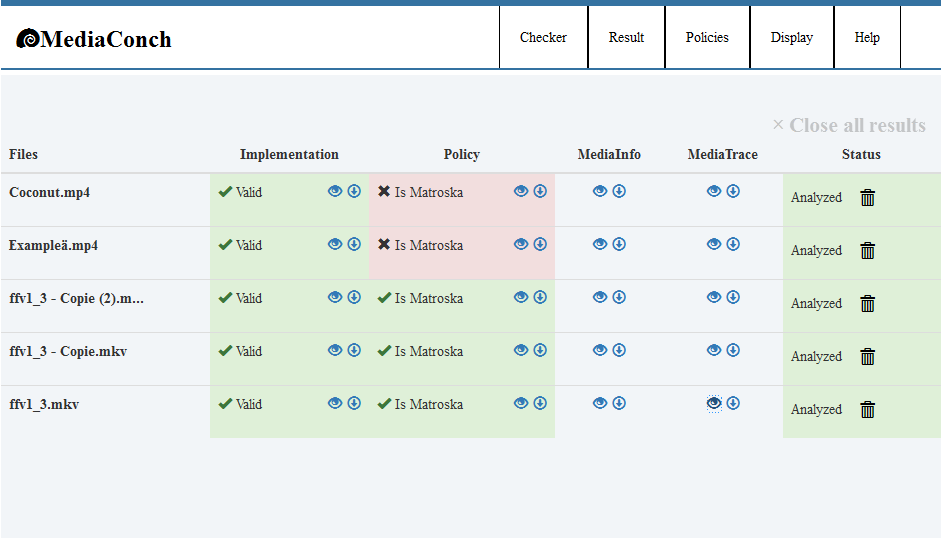 MediaConch
Checker Result Policies Display Help
× Close all results
Files Implementation Policy MediaInfo MediaTrace Status
Coconut.mp4 Valid Is Matroska Analyzed
Exampleä.mp4 Valid Is Matroska Analyzed
ffv1_3 - Copie (2).m... Valid Is Matroska Analyzed
ffv1_3 - Copie.mkv Valid Is Matroska Analyzed
ffv1_3.mkv Valid Is Matroska Analyzed